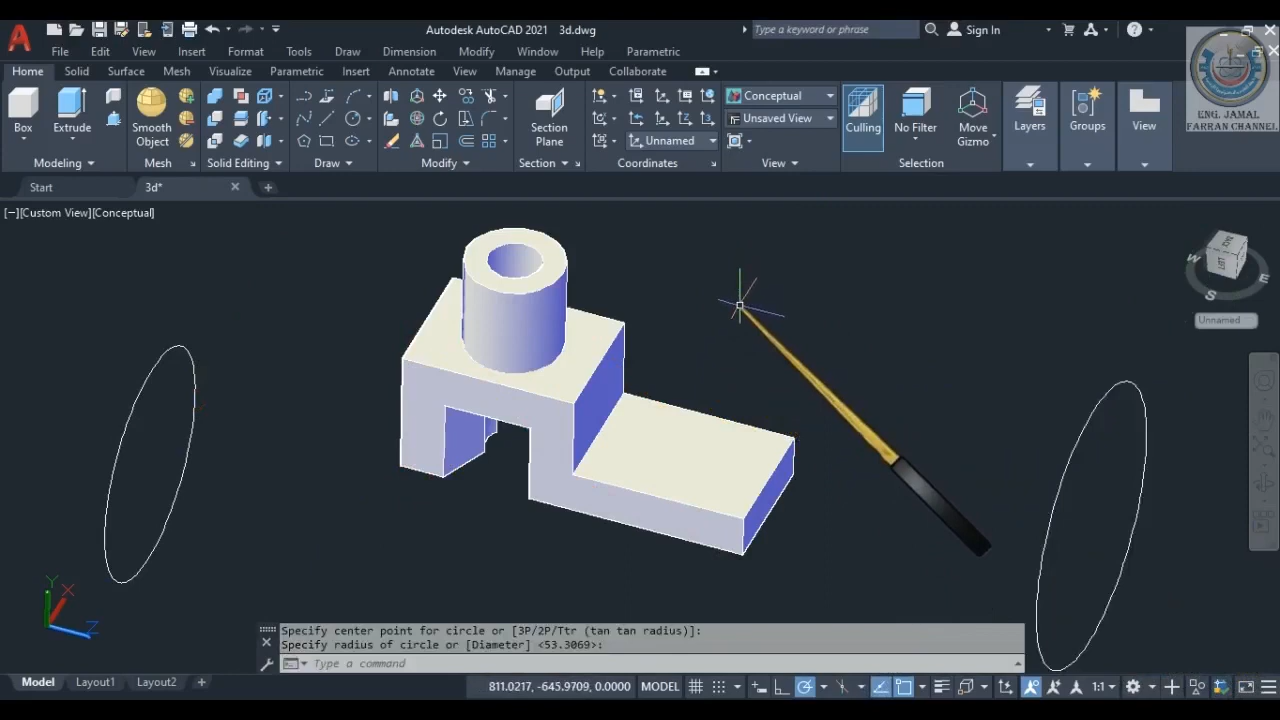 Autodesk AutoCAD 2021 3d.dwg
Type a keyword or phrase
Sign In
File Edit View Insert Format Tools Draw Dimension Modify Window Help Parametric
Home Solid Surface Mesh Visualize Parametric Insert Annotate View Manage Output Collaborate
Box
Extrude
Smooth
Object
Section
Plane
Unnamed
Conceptual
Unsaved View
Culling
No Filter
Move
Gizmo
Layers
Groups
View
ENG. JAMAL
FARRAN CHANNEL
Modeling Mesh Solid Editing Draw Modify Section Coordinates View Selection
Start 3d*
[−][Custom View][Conceptual]
W
S
E
LEFT
Unnamed
Y
X
Z
Specify center point for circle or [3P/2P/Ttr (tan tan radius)]:
Specify radius of circle or [Diameter] <53.3069>:
Type a command
Model Layout1 Layout2
811.0217, -645.9709, 0.0000 MODEL
1:1